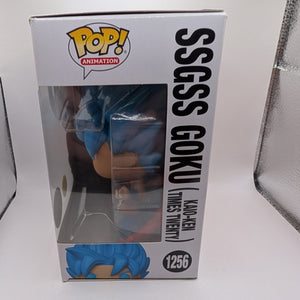 POP!
ANIMATION
SSGSS GOKU
(KAIO-KEN
TIMES TWENTY)
1256